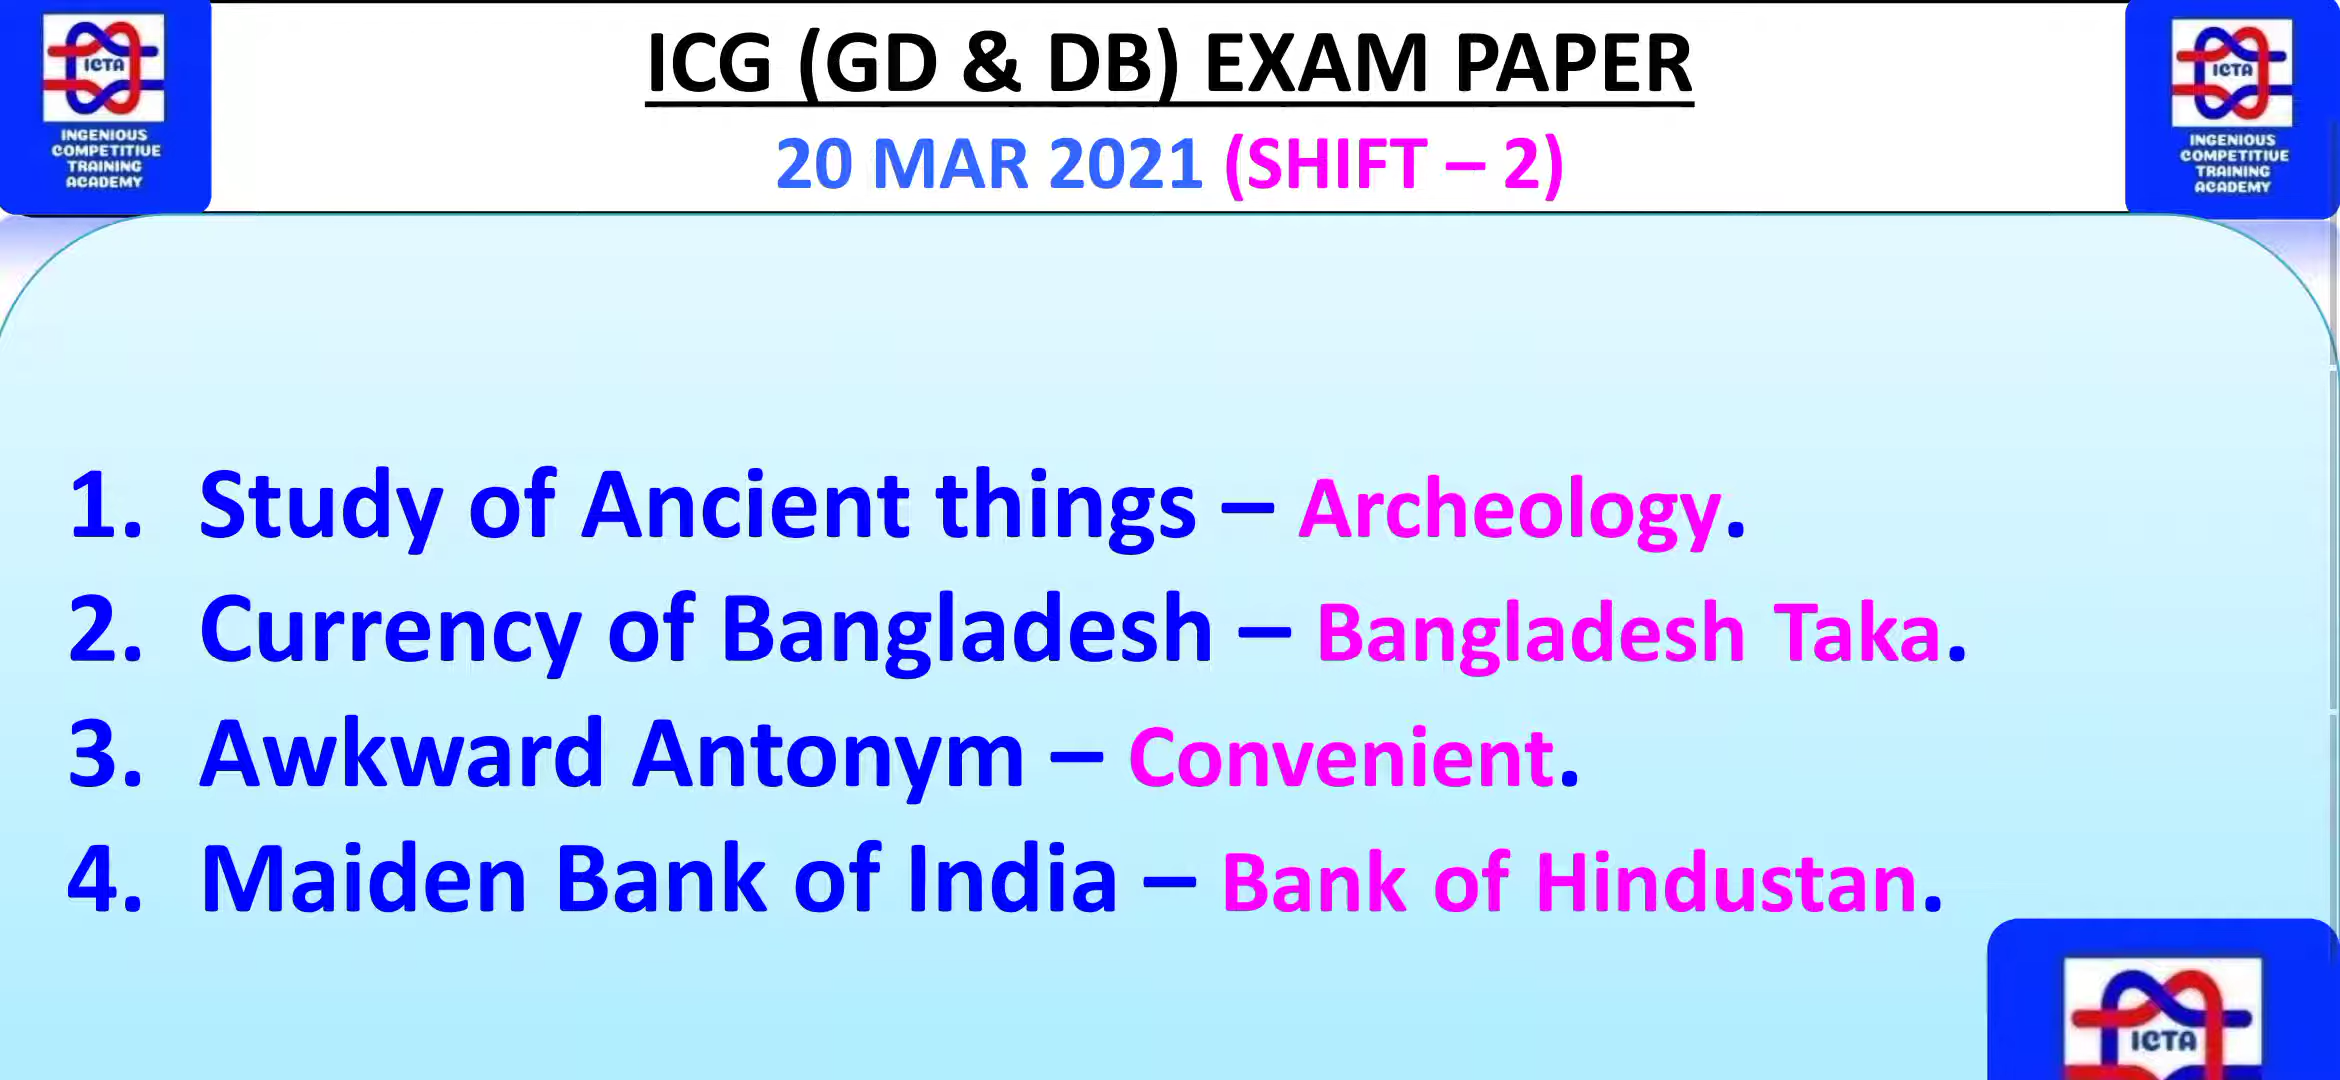 ICG (GD & DB) EXAM PAPER
20 MAR 2021 (SHIFT – 2)
ICTA
INGENIOUS
COMPETITIVE
TRAINING
ACADEMY
ICTA
INGENIOUS
COMPETITIVE
TRAINING
ACADEMY
1. Study of Ancient things – Archeology.
2. Currency of Bangladesh – Bangladesh Taka.
3. Awkward Antonym – Convenient.
4. Maiden Bank of India – Bank of Hindustan.
ICTA